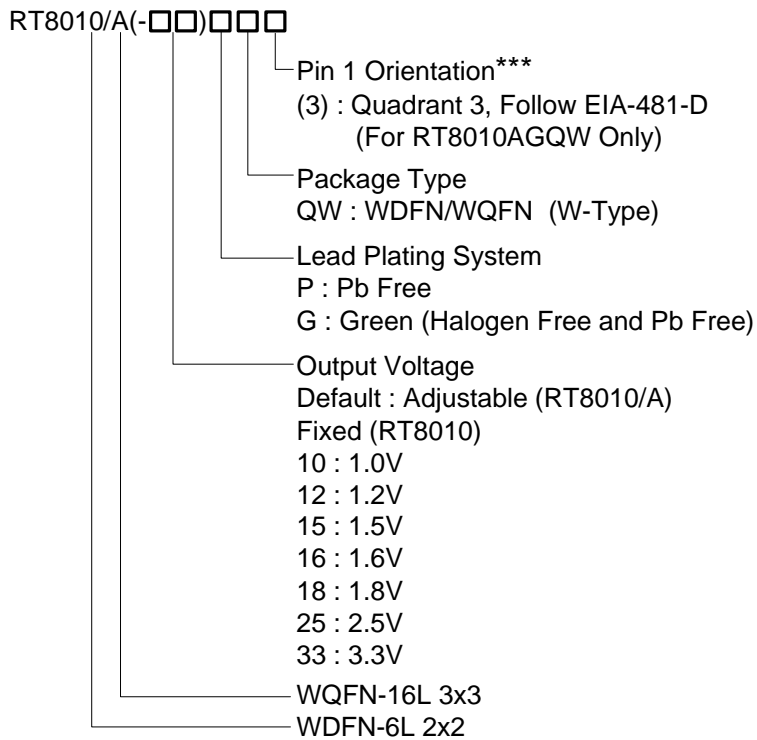 RT8010/A(-□□)□□□
Pin 1 Orientation***
(3) : Quadrant 3, Follow EIA-481-D
(For RT8010AGQW Only)
Package Type
QW : WDFN/WQFN (W-Type)
Lead Plating System
P : Pb Free
G : Green (Halogen Free and Pb Free)
Output Voltage
Default : Adjustable (RT8010/A)
Fixed (RT8010)
10 : 1.0V
12 : 1.2V
15 : 1.5V
16 : 1.6V
18 : 1.8V
25 : 2.5V
33 : 3.3V
WQFN-16L 3x3
WDFN-6L 2x2